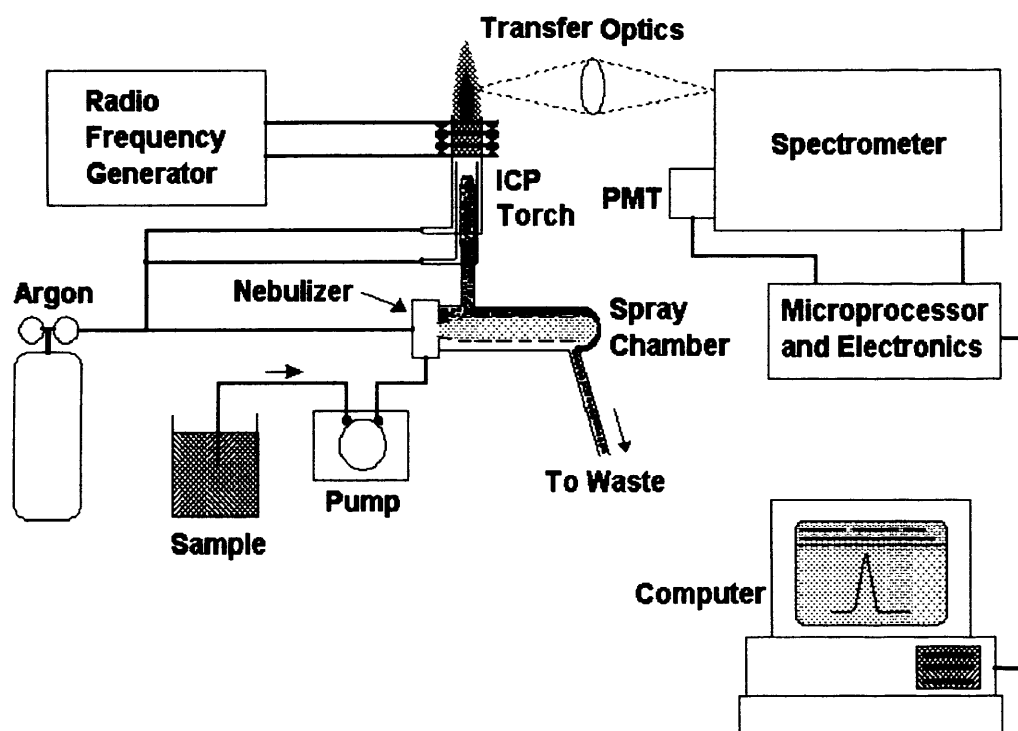 Transfer Optics
Radio
Frequency
Generator
Spectrometer
ICP
Torch
PMT
Argon
Nebulizer
Spray
Chamber
Microprocessor
and Electronics
To Waste
Pump
Sample
Computer